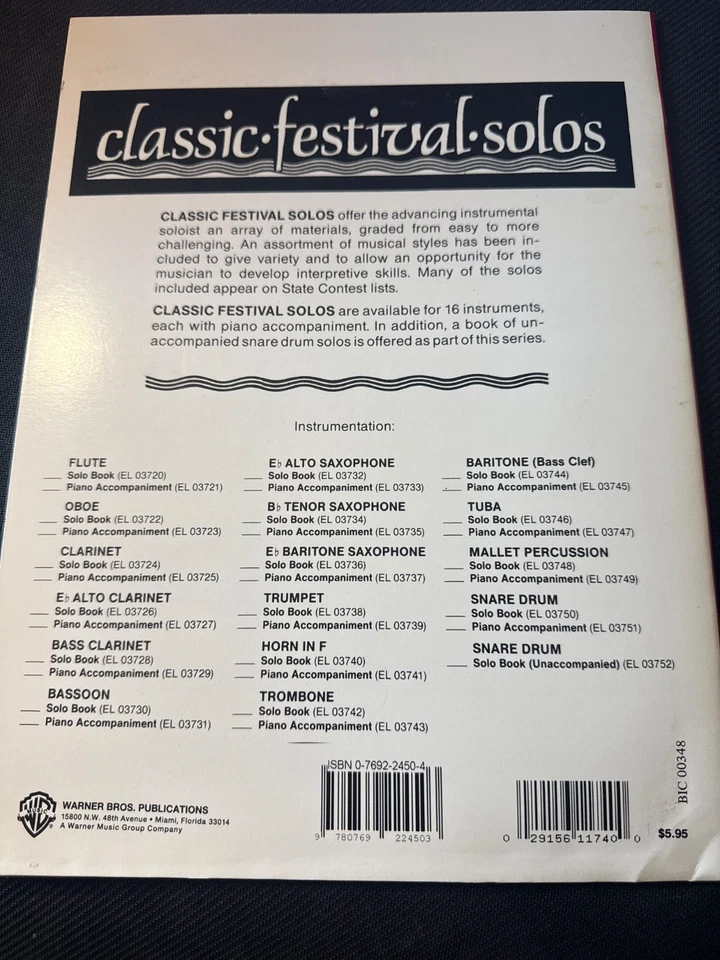 classic·festival·solos
CLASSIC FESTIVAL SOLOS offer the advancing instrumental
soloist an array of materials, graded from easy to more
challenging. An assortment of musical styles has been in-
cluded to give variety and to allow an opportunity for the
musician to develop interpretive skills. Many of the solos
included appear on State Contest lists.
CLASSIC FESTIVAL SOLOS are available for 16 instruments,
each with piano accompaniment. In addition, a book of un-
accompanied snare drum solos is offered as part of this series.
Instrumentation:
FLUTE
Solo Book (EL 03720)
Piano Accompaniment (EL 03721)
OBOE
Solo Book (EL 03722)
Piano Accompaniment (EL 03723)
CLARINET
Solo Book (EL 03724)
Piano Accompaniment (EL 03725)
E♭ ALTO CLARINET
Solo Book (EL 03726)
Piano Accompaniment (EL 03727)
BASS CLARINET
Solo Book (EL 03728)
Piano Accompaniment (EL 03729)
BASSOON
Solo Book (EL 03730)
Piano Accompaniment (EL 03731)
E♭ ALTO SAXOPHONE
Solo Book (EL 03732)
Piano Accompaniment (EL 03733)
B♭ TENOR SAXOPHONE
Solo Book (EL 03734)
Piano Accompaniment (EL 03735)
E♭ BARITONE SAXOPHONE
Solo Book (EL 03736)
Piano Accompaniment (EL 03737)
TRUMPET
Solo Book (EL 03738)
Piano Accompaniment (EL 03739)
HORN IN F
Solo Book (EL 03740)
Piano Accompaniment (EL 03741)
TROMBONE
Solo Book (EL 03742)
Piano Accompaniment (EL 03743)
BARITONE (Bass Clef)
Solo Book (EL 03744)
Piano Accompaniment (EL 03745)
TUBA
Solo Book (EL 03746)
Piano Accompaniment (EL 03747)
MALLET PERCUSSION
Solo Book (EL 03748)
Piano Accompaniment (EL 03749)
SNARE DRUM
Solo Book (EL 03750)
Piano Accompaniment (EL 03751)
SNARE DRUM
Solo Book (Unaccompanied) (EL 03752)
WARNER BROS. PUBLICATIONS
15800 N.W. 48th Avenue • Miami, Florida 33014
A Warner Music Group Company
ISBN 0-7692-2450-4
9 780769 224503
0 29156 11740 0
$5.95
BIC 00348